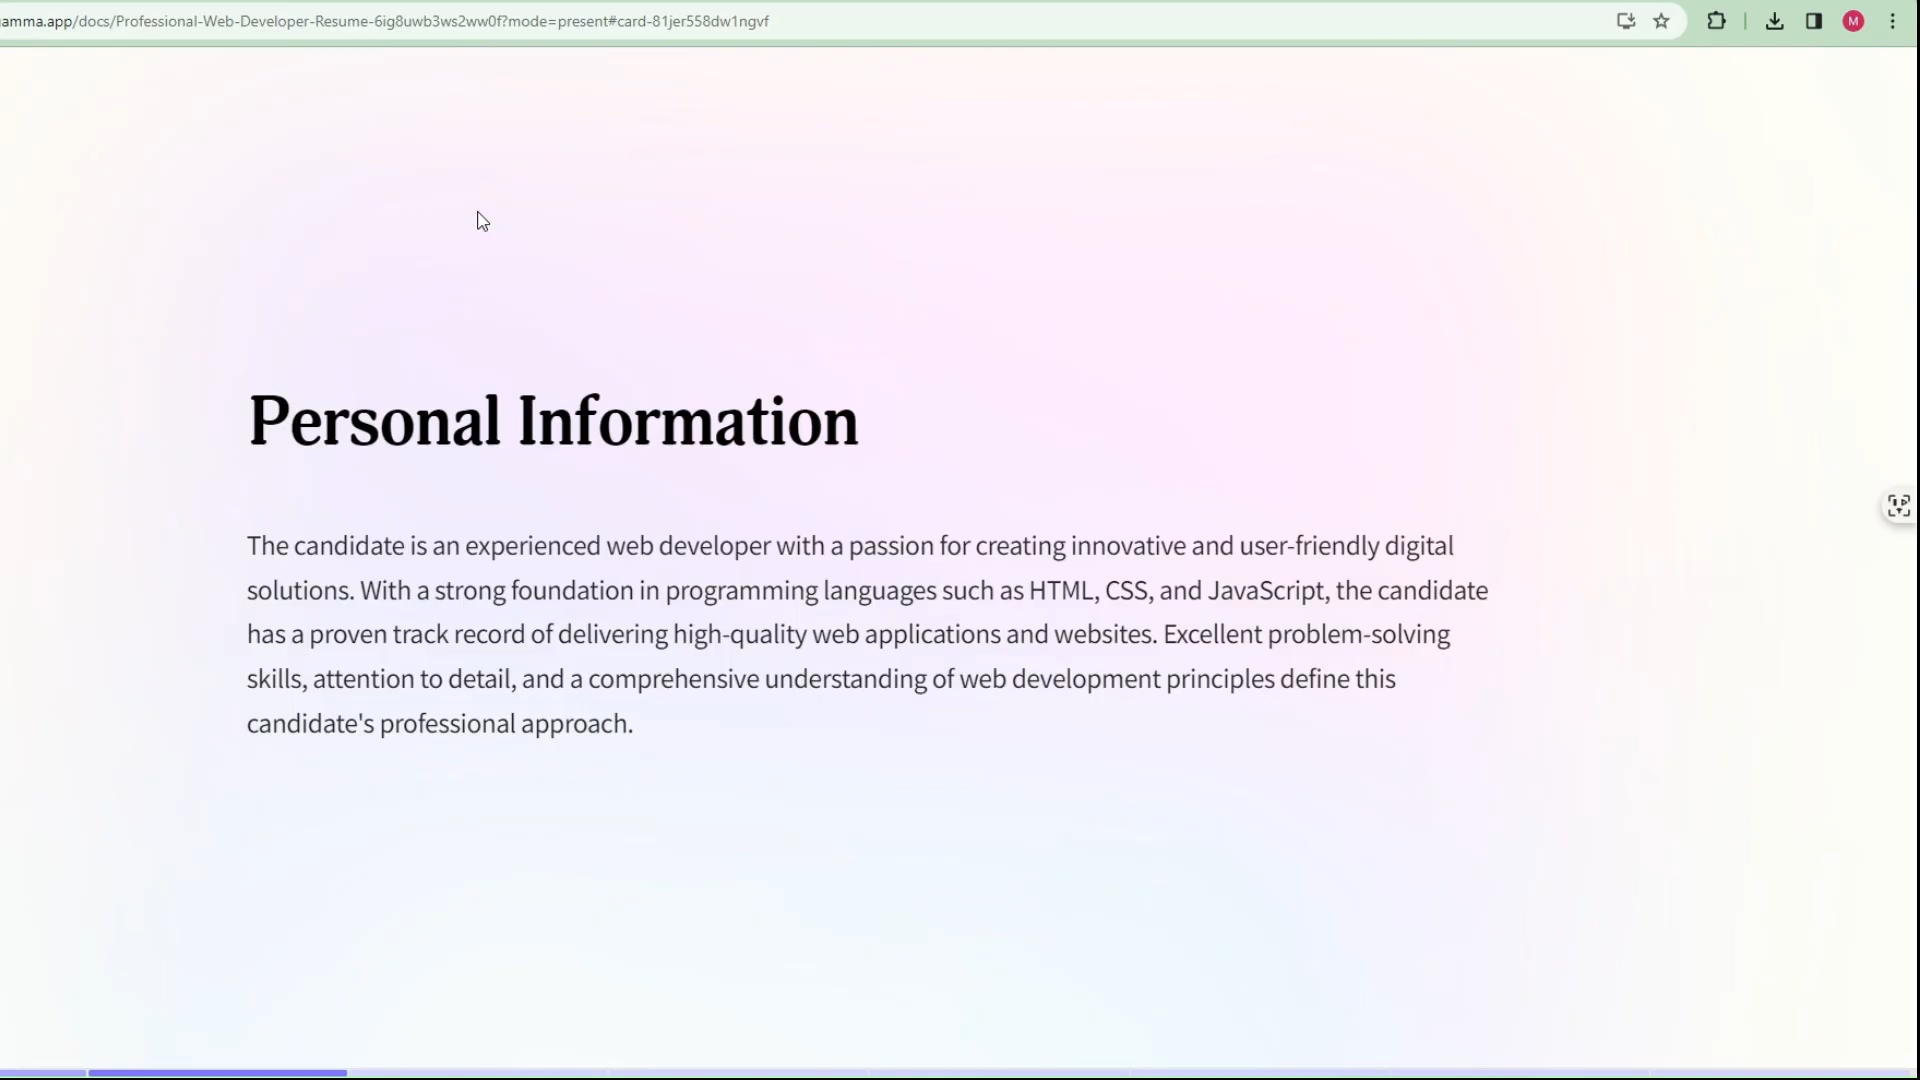 gamma.app/docs/Professional-Web-Developer-Resume-6ig8uwb3ws2ww0f?mode=present#card-81jer558dw1ngvf
M
Personal Information
The candidate is an experienced web developer with a passion for creating innovative and user-friendly digital
solutions. With a strong foundation in programming languages such as HTML, CSS, and JavaScript, the candidate
has a proven track record of delivering high-quality web applications and websites. Excellent problem-solving
skills, attention to detail, and a comprehensive understanding of web development principles define this
candidate's professional approach.